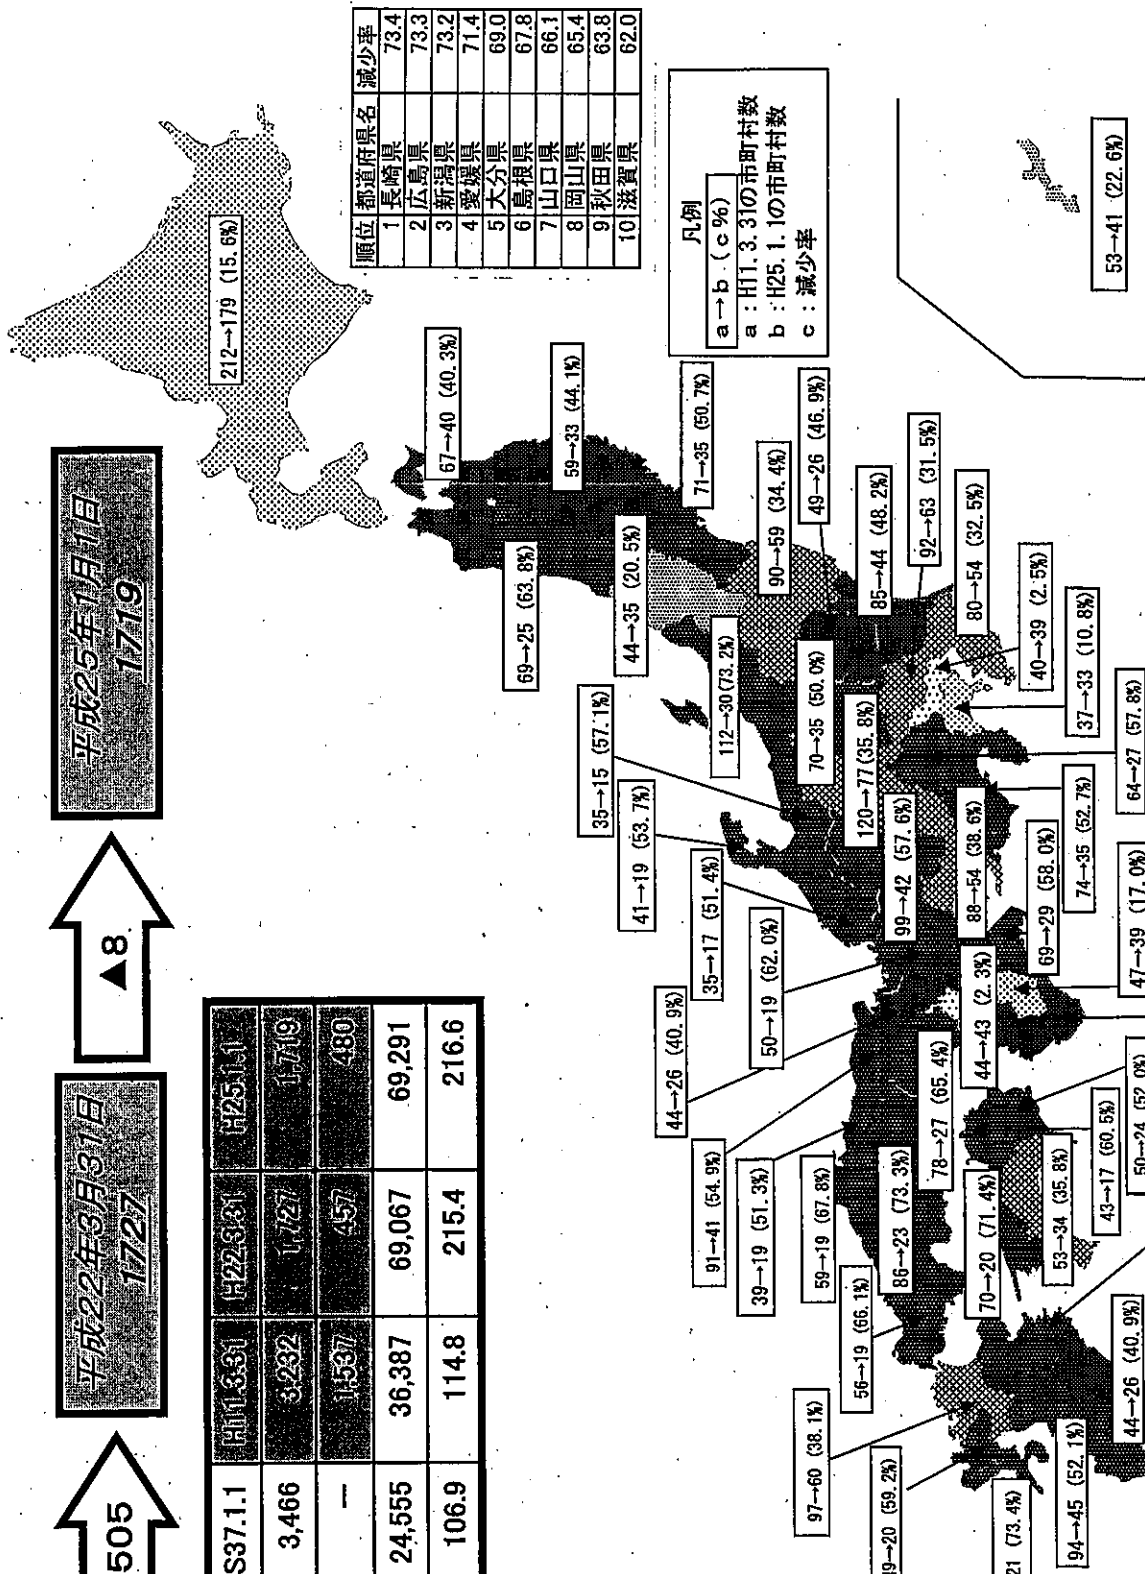 505
平成22年3月31日
1727
▲8
平成25年1月1日
1719
S37.1.1 H11.3.31 H22.3.31 H25.1.1
3,466 3,232 1,727 1,719
－ 1,537 457 480
24,555 36,387 69,067 69,291
106.9 114.8 215.4 216.6
順位 都道府県名 減少率
1 長崎県 73.4
2 広島県 73.3
3 新潟県 73.2
4 愛媛県 71.4
5 大分県 69.0
6 島根県 67.8
7 山口県 66.1
8 岡山県 65.4
9 秋田県 63.8
10 滋賀県 62.0
凡例
a→b (c%)
a：H11.3.31の市町村数
b：H25.1.1の市町村数
c：減少率
212→179 (15.6%)
67→40 (40.3%)
59→33 (44.1%)
71→35 (50.7%)
69→25 (63.8%)
44→35 (20.5%)
90→59 (34.4%)
49→26 (46.9%)
85→44 (48.2%)
92→63 (31.5%)
80→54 (32.5%)
40→39 (2.5%)
37→33 (10.8%)
112→30(73.2%)
70→35 (50.0%)
120→77(35.8%)
64→27 (57.8%)
35→15 (57.1%)
41→19 (53.7%)
35→17 (51.4%)
99→42 (57.6%)
88→54 (38.6%)
74→35 (52.7%)
69→29 (58.0%)
50→19 (62.0%)
44→26 (40.9%)
44→43 (2.3%)
47→39 (17.0%)
91→41 (54.9%)
39→19 (51.3%)
59→19 (67.8%)
78→27 (65.4%)
86→23 (73.3%)
56→19 (66.1%)
50→24 (52.0%)
43→17 (60.5%)
70→20 (71.4%)
53→34 (35.8%)
97→60 (38.1%)
49→20 (59.2%)
21 (73.4%)
94→45 (52.1%)
44→26 (40.9%)
53→41 (22.6%)